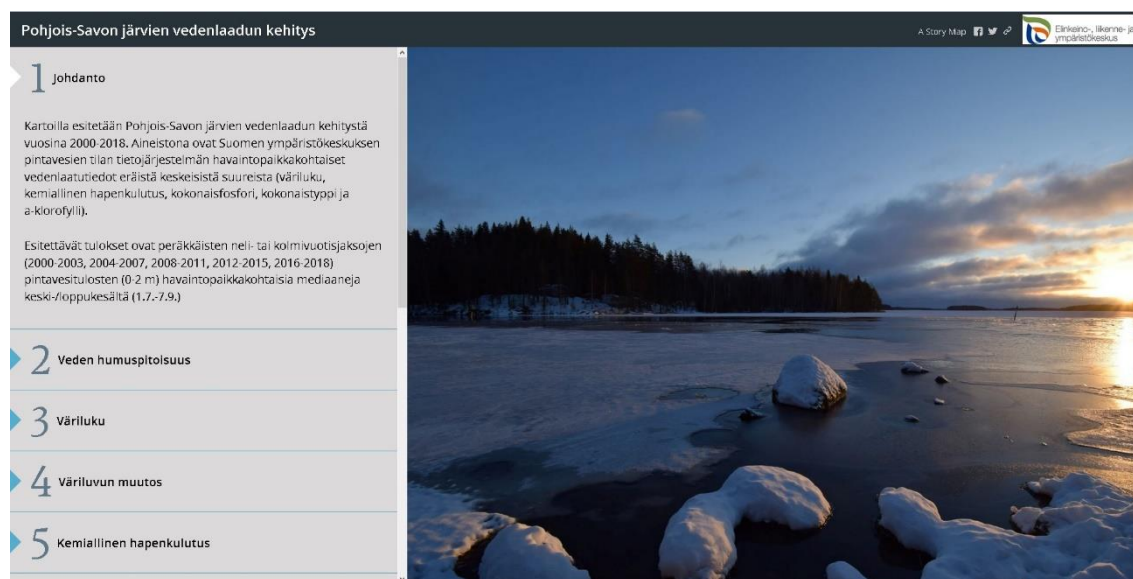 Pohjois-Savon järvien vedenlaadun kehitys
A Story Map
Elinkeino-, liikenne- ja
ympäristökeskus
1 Johdanto
Kartoilla esitetään Pohjois-Savon järvien vedenlaadun kehitystä
vuosina 2000-2018. Aineistona ovat Suomen ympäristökeskuksen
pintavesien tilan tietojärjestelmän havaintopaikkakohtaiset
vedenlaatutiedot eräistä keskeisistä suureista (väriluku,
kemiallinen hapenkulutus, kokonaisfosfori, kokonaistyppi ja
a-klorofylli).
Esitettävät tulokset ovat peräkkäisten neli- tai kolmivuotisjaksojen
(2000-2003, 2004-2007, 2008-2011, 2012-2015, 2016-2018)
pintavesitulosten (0-2 m) havaintopaikkakohtaisia mediaaneja
keski-/loppukesältä (1.7.-7.9.)
2 Veden humuspitoisuus
3 Väriluku
4 Väriluvun muutos
5 Kemiallinen hapenkulutus